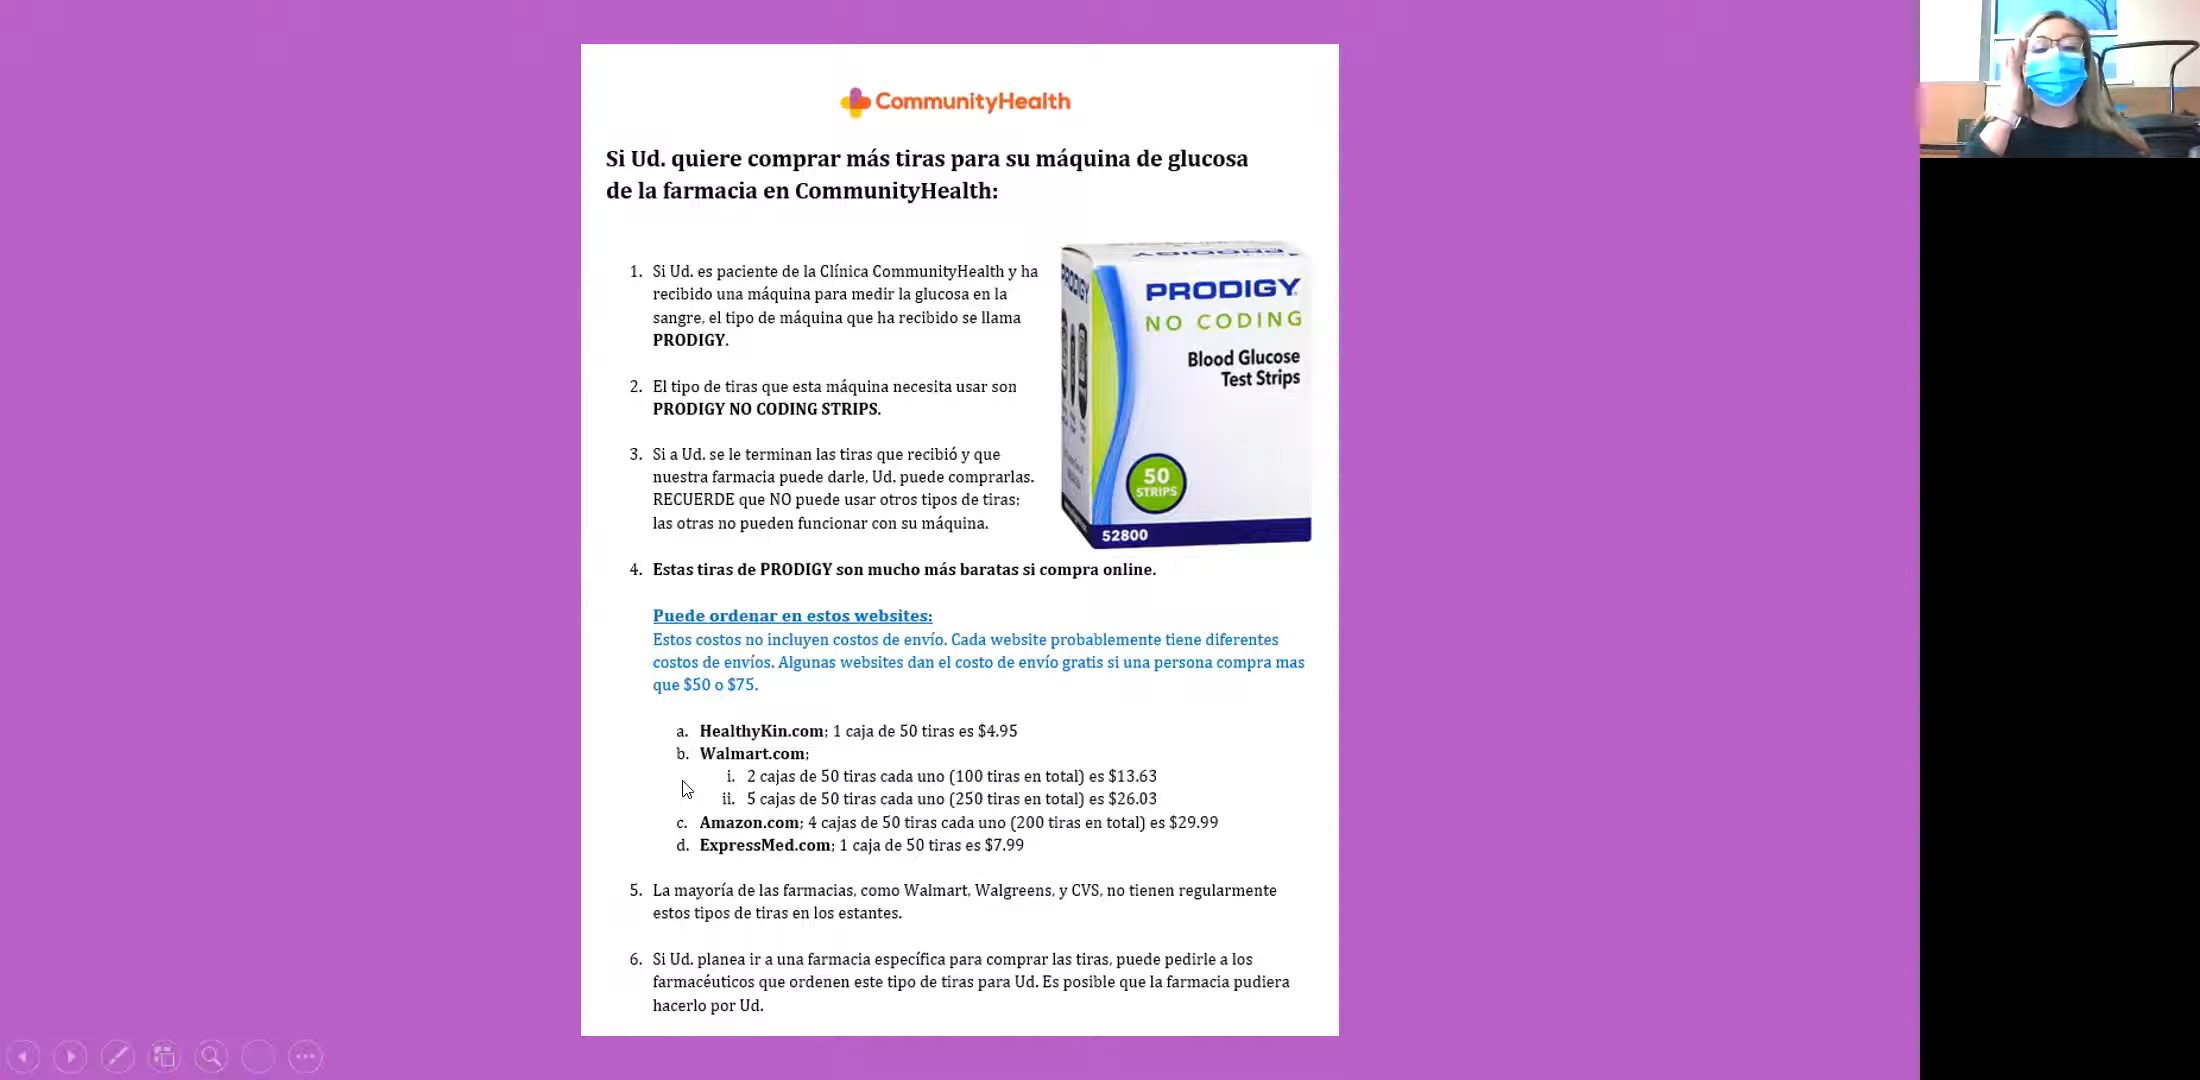 CommunityHealth
Si Ud. quiere comprar más tiras para su máquina de glucosa
de la farmacia en CommunityHealth:
1. Si Ud. es paciente de la Clínica CommunityHealth y ha
recibido una máquina para medir la glucosa en la
sangre, el tipo de máquina que ha recibido se llama
PRODIGY.
2. El tipo de tiras que esta máquina necesita usar son
PRODIGY NO CODING STRIPS.
3. Si a Ud. se le terminan las tiras que recibió y que
nuestra farmacia puede darle, Ud. puede comprarlas.
RECUERDE que NO puede usar otros tipos de tiras;
las otras no pueden funcionar con su máquina.
PRODIGY
PRODIGY
PRODIGY
NO CODING
Blood Glucose
Test Strips
50
STRIPS
52800
4. Estas tiras de PRODIGY son mucho más baratas si compra online.
Puede ordenar en estos websites:
Estos costos no incluyen costos de envío. Cada website probablemente tiene diferentes
costos de envíos. Algunas websites dan el costo de envío gratis si una persona compra mas
que $50 o $75.
a. HealthyKin.com; 1 caja de 50 tiras es $4.95
b. Walmart.com;
i. 2 cajas de 50 tiras cada uno (100 tiras en total) es $13.63
ii. 5 cajas de 50 tiras cada uno (250 tiras en total) es $26.03
c. Amazon.com; 4 cajas de 50 tiras cada uno (200 tiras en total) es $29.99
d. ExpressMed.com; 1 caja de 50 tiras es $7.99
5. La mayoría de las farmacias, como Walmart, Walgreens, y CVS, no tienen regularmente
estos tipos de tiras en los estantes.
6. Si Ud. planea ir a una farmacia específica para comprar las tiras, puede pedirle a los
farmacéuticos que ordenen este tipo de tiras para Ud. Es posible que la farmacia pudiera
hacerlo por Ud.